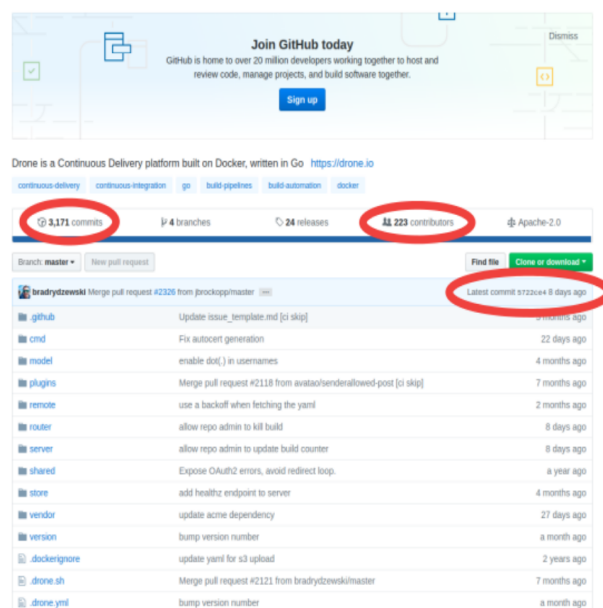 Join GitHub today
Dismiss
GitHub is home to over 20 million developers working together to host and
review code, manage projects, and build software together.
Sign up
Drone is a Continuous Delivery platform built on Docker, written in Go https://drone.io
continuous-delivery continuous-integration go build-pipelines build-automation docker
3,171 commits 4 branches 24 releases 223 contributors Apache-2.0
Branch: master New pull request Find file Clone or download
bradrydzewski Merge pull request #2326 from jbrockopp/master Latest commit 5722ce4 8 days ago
.github Update issue_template.md [ci skip] 5 months ago
cmd Fix autocert generation 22 days ago
model enable dot(.) in usernames 4 months ago
plugins Merge pull request #2118 from avatao/senderallowed-post [ci skip] 7 months ago
remote use a backoff when fetching the yaml 2 months ago
router allow repo admin to kill build 8 days ago
server allow repo admin to update build counter 8 days ago
shared Expose OAuth2 errors, avoid redirect loop. a year ago
store add healthz endpoint to server 4 months ago
vendor update acme dependency 27 days ago
version bump version number a month ago
.dockerignore update yaml for s3 upload 2 years ago
.drone.sh Merge pull request #2121 from bradrydzewski/master 7 months ago
.drone.yml bump version number a month ago